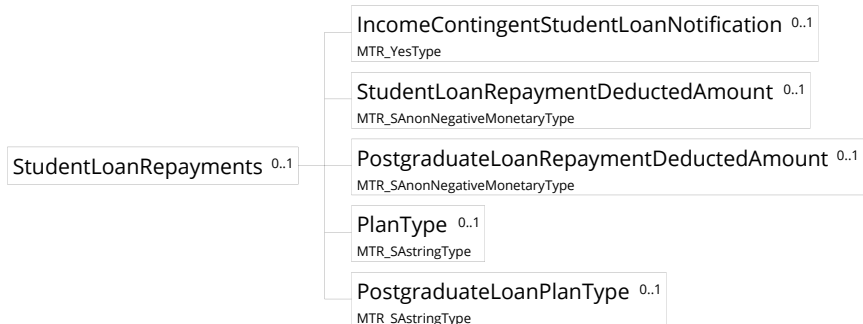 IncomeContingentStudentLoanNotification 0..1
MTR_YesType
StudentLoanRepaymentDeductedAmount 0..1
MTR_SAnonNegativeMonetaryType
StudentLoanRepayments 0..1
PostgraduateLoanRepaymentDeductedAmount 0..1
MTR_SAnonNegativeMonetaryType
PlanType 0..1
MTR_SAstringType
PostgraduateLoanPlanType 0..1
MTR_SAstringType